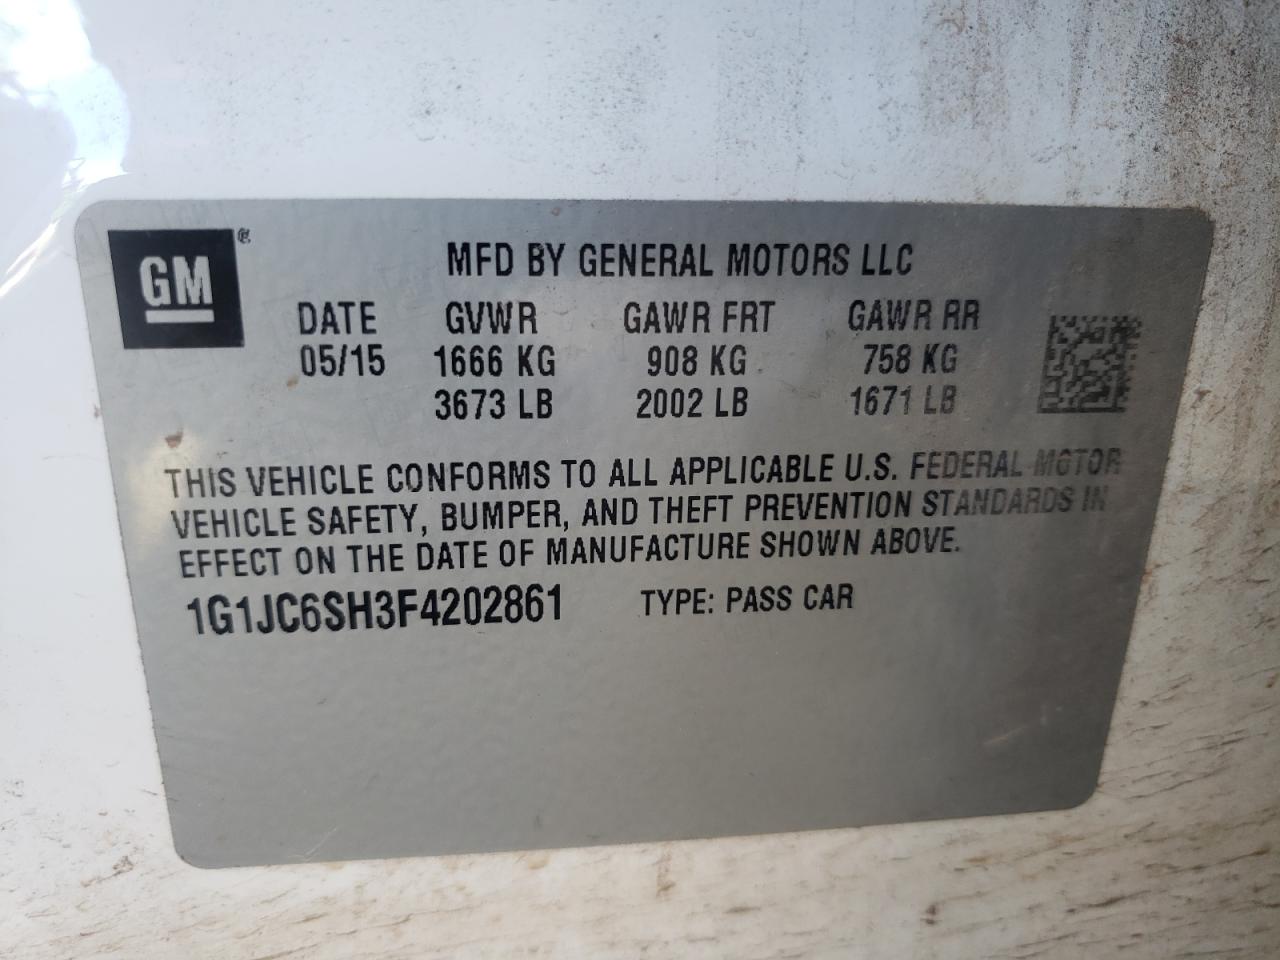 GM ®
MFD BY GENERAL MOTORS LLC
DATE GVWR GAWR FRT GAWR RR
05/15 1666 KG 908 KG 758 KG
3673 LB 2002 LB 1671 LB
THIS VEHICLE CONFORMS TO ALL APPLICABLE U.S. FEDERAL MOTOR
VEHICLE SAFETY, BUMPER, AND THEFT PREVENTION STANDARDS IN
EFFECT ON THE DATE OF MANUFACTURE SHOWN ABOVE.
1G1JC6SH3F4202861 TYPE: PASS CAR